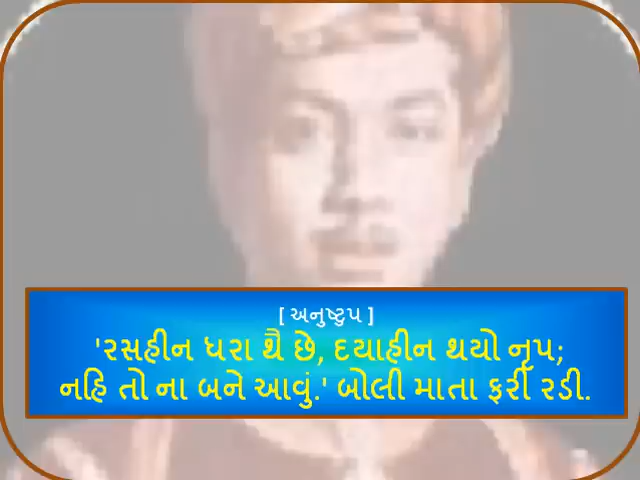 [ અનુષ્ટુપ ]
'રસહીન ધરા થૈ છે, દયાહીન થયો નૃપ;
નહિ તો ના બને આવું.' બોલી માતા ફરી રડી.